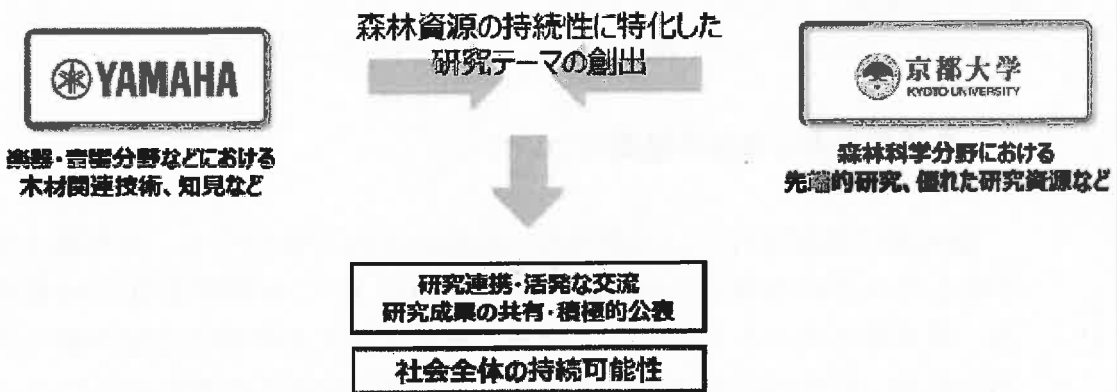 森林資源の持続性に特化した
研究テーマの創出
YAMAHA
京都大学
KYOTO UNIVERSITY
楽器・音響分野などにおける
木材関連技術、知見など
森林科学分野における
先端的研究、優れた研究資源など
研究連携・活発な交流
研究成果の共有・積極的公表
社会全体の持続可能性